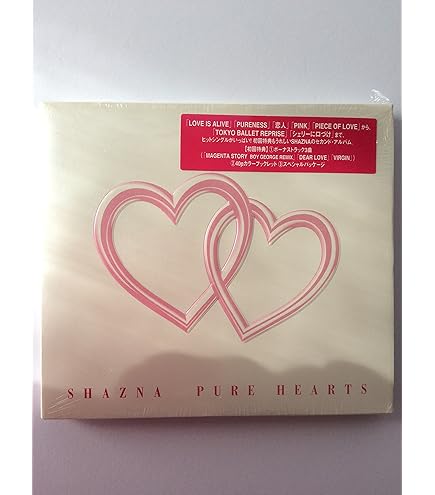 「LOVE IS ALIVE」「PURENESS」「恋人」「PINK」「PIECE OF LOVE」から、
「TOKYO BALLET REPRISE」「シェリーに口づけ」まで、
ヒットシングルがいっぱい!初回特典もうれしいSHAZNAのセカンド・アルバム。
【初回特典】①ボーナストラック3曲
(「MAGENTA STORY BOY GEORGE REMIX」「DEAR LOVE」「VIRGIN」)
②40pカラーブックレット ③スペシャルパッケージ
SHAZNA PURE HEARTS